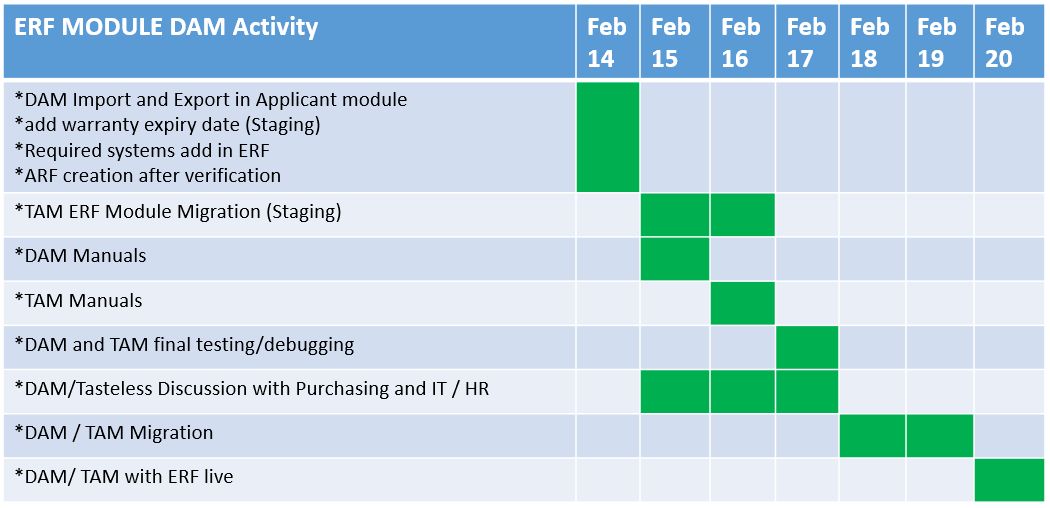 ERF MODULE DAM Activity
Feb 14
Feb 15
Feb 16
Feb 17
Feb 18
Feb 19
Feb 20
*DAM Import and Export in Applicant module
*add warranty expiry date (Staging)
*Required systems add in ERF
*ARF creation after verification
*TAM ERF Module Migration (Staging)
*DAM Manuals
*TAM Manuals
*DAM and TAM final testing/debugging
*DAM/Tasteless Discussion with Purchasing and IT / HR
*DAM / TAM Migration
*DAM/ TAM with ERF live